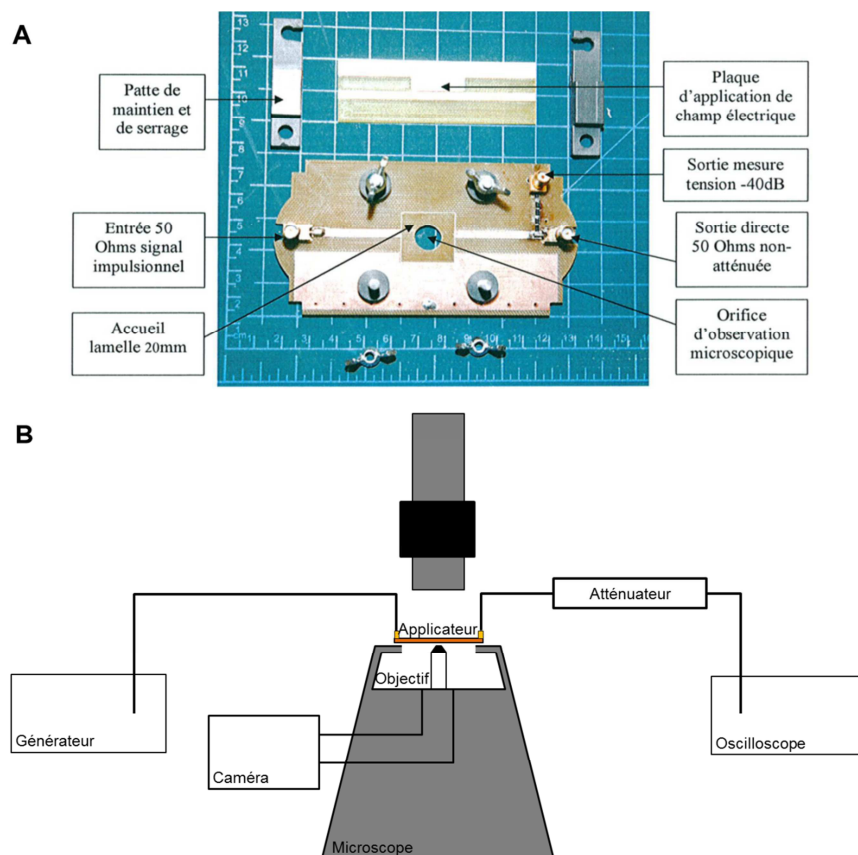 A
Patte de
maintien et
de serrage
Plaque
d'application de
champ électrique
Sortie mesure
tension -40dB
Entrée 50
Ohms signal
impulsionnel
Sortie directe
50 Ohms non-
atténuée
Accueil
lamelle 20mm
Orifice
d'observation
microscopique
B
Atténuateur
Applicateur
Objectif
Générateur
Caméra
Oscilloscope
Microscope